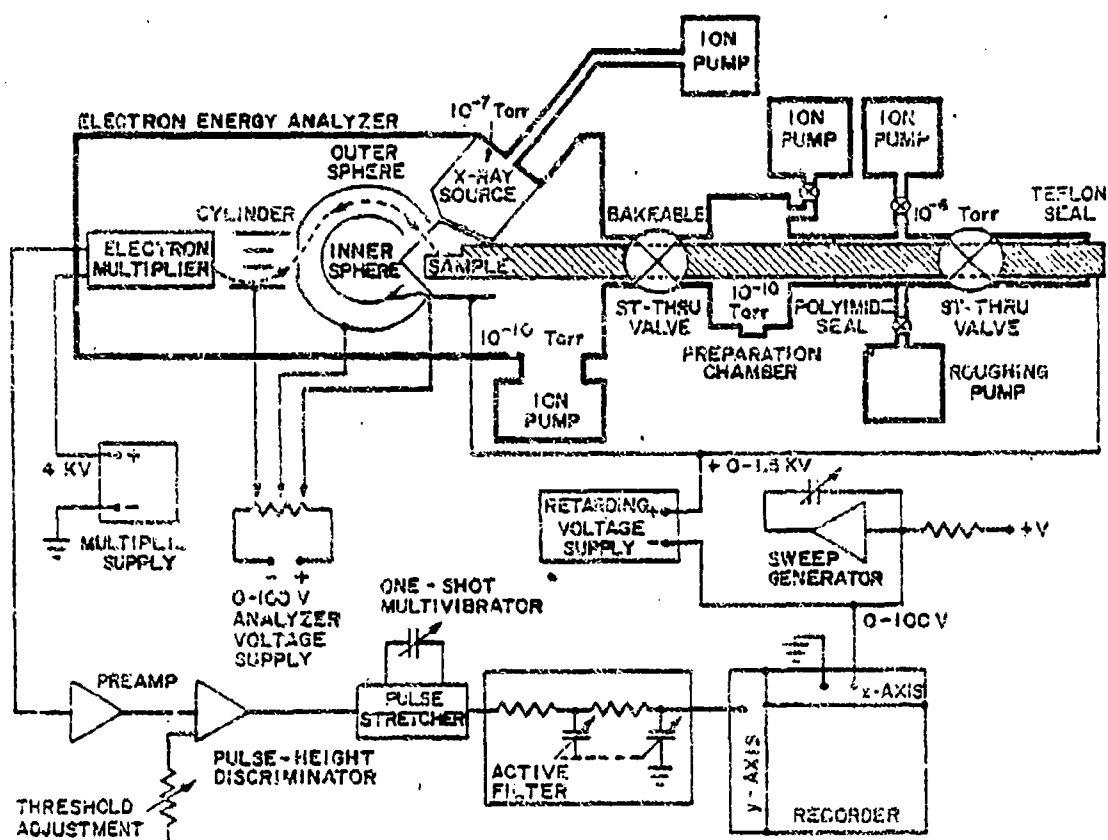 ION
PUMP
10⁻⁷ Torr
ELECTRON ENERGY ANALYZER
OUTER
SPHERE
X-RAY
SOURCE
ION
PUMP
ION
PUMP
CYLINDER
BAKEABLE
10⁻⁶ Torr
TEFLON
SEAL
ELECTRON
MULTIPLIER
INNER
SPHERE
SAMPLE
ST-THRU
VALVE
10⁻¹⁰
Torr
POLYIMIDE
SEAL
ST-THRU
VALVE
PREPARATION
CHAMBER
10⁻¹⁰ Torr
ION
PUMP
ROUGHING
PUMP
4 KV
+
-
MULTIPLIE
SUPPLY
- +
0-100 V
ANALYZER
VOLTAGE
SUPPLY
+ 0-1.5 KV
RETARDING
VOLTAGE
SUPPLY
+
-
SWEEP
GENERATOR
+V
0-100 V
ONE-SHOT
MULTIVIBRATOR
PREAMP
PULSE
STRETCHER
PULSE-HEIGHT
DISCRIMINATOR
THRESHOLD
ADJUSTMENT
ACTIVE
FILTER
x-AXIS
y-AXIS
RECORDER